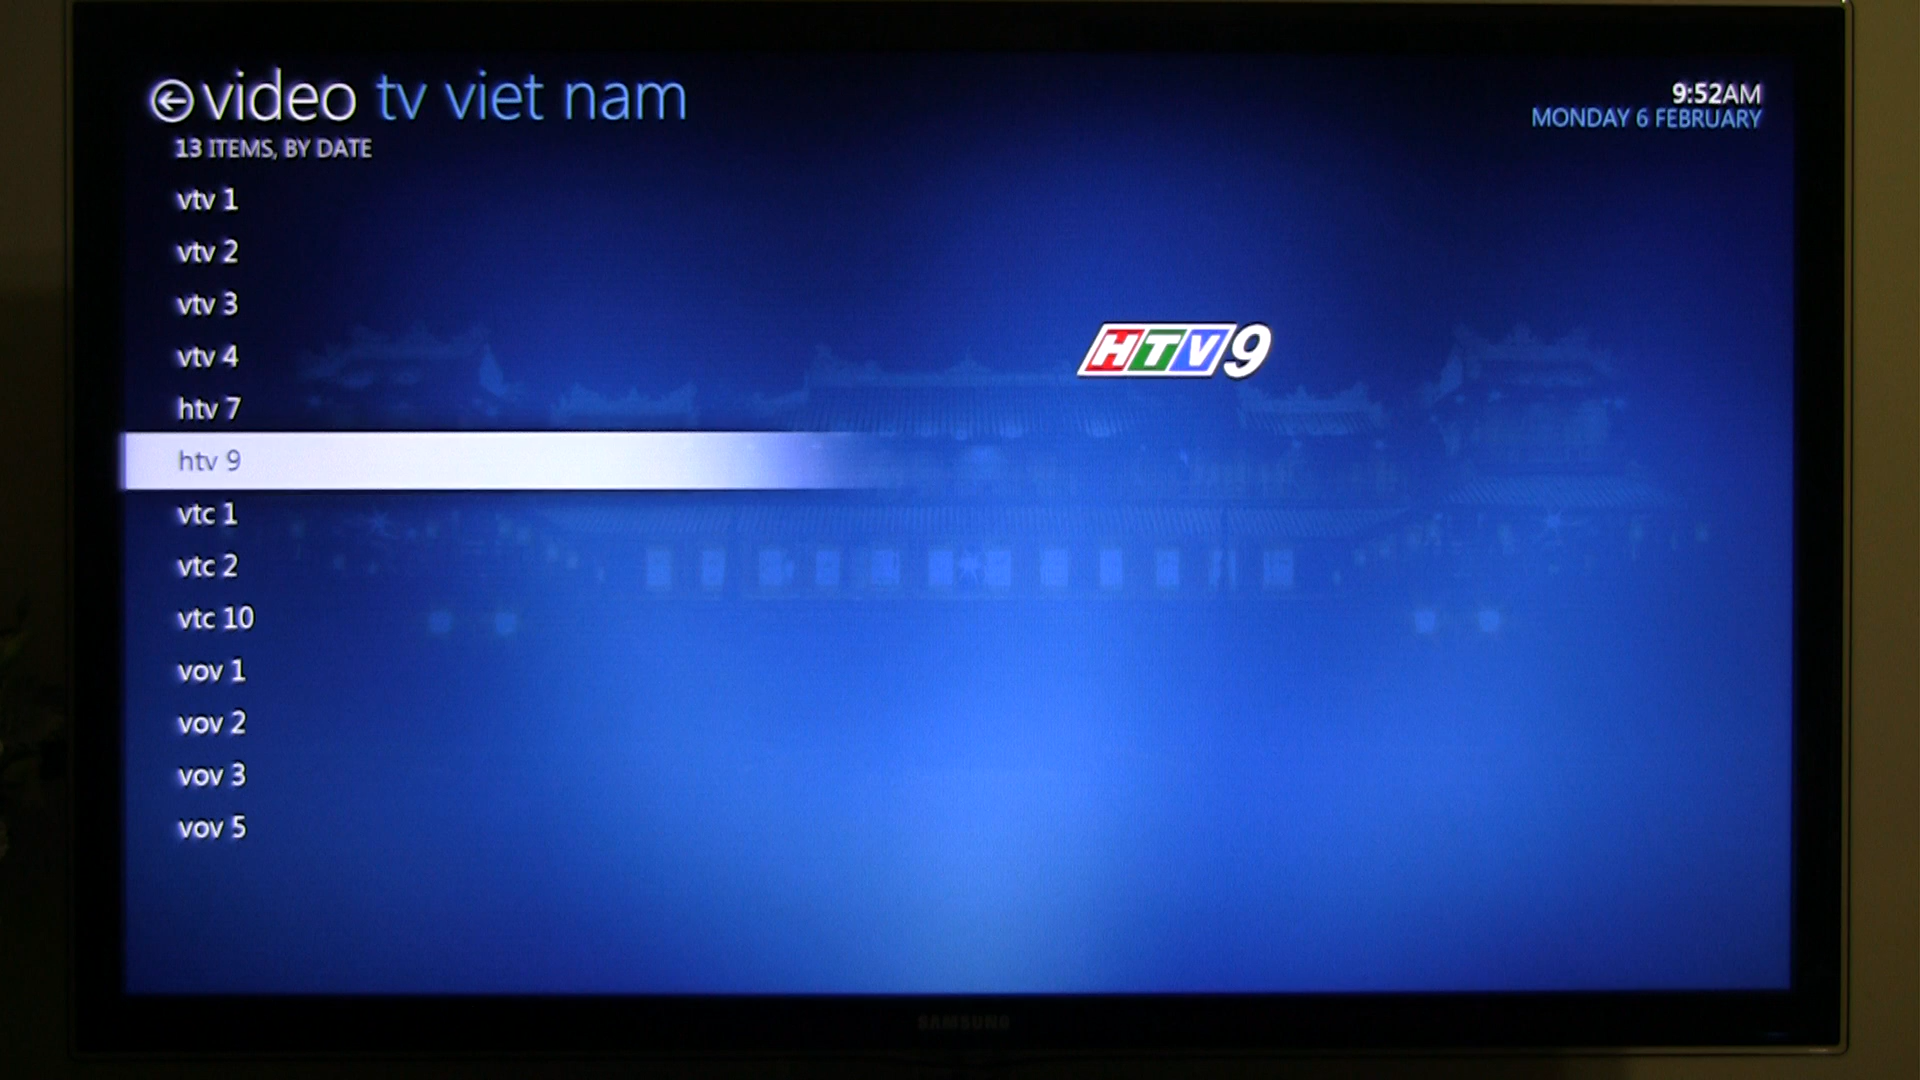 video tv viet nam
9:52AM
MONDAY 6 FEBRUARY
13 ITEMS, BY DATE
vtv 1
vtv 2
vtv 3
vtv 4
HTV9
htv 7
htv 9
vtc 1
vtc 2
vtc 10
vov 1
vov 2
vov 3
vov 5
SAMSUNG